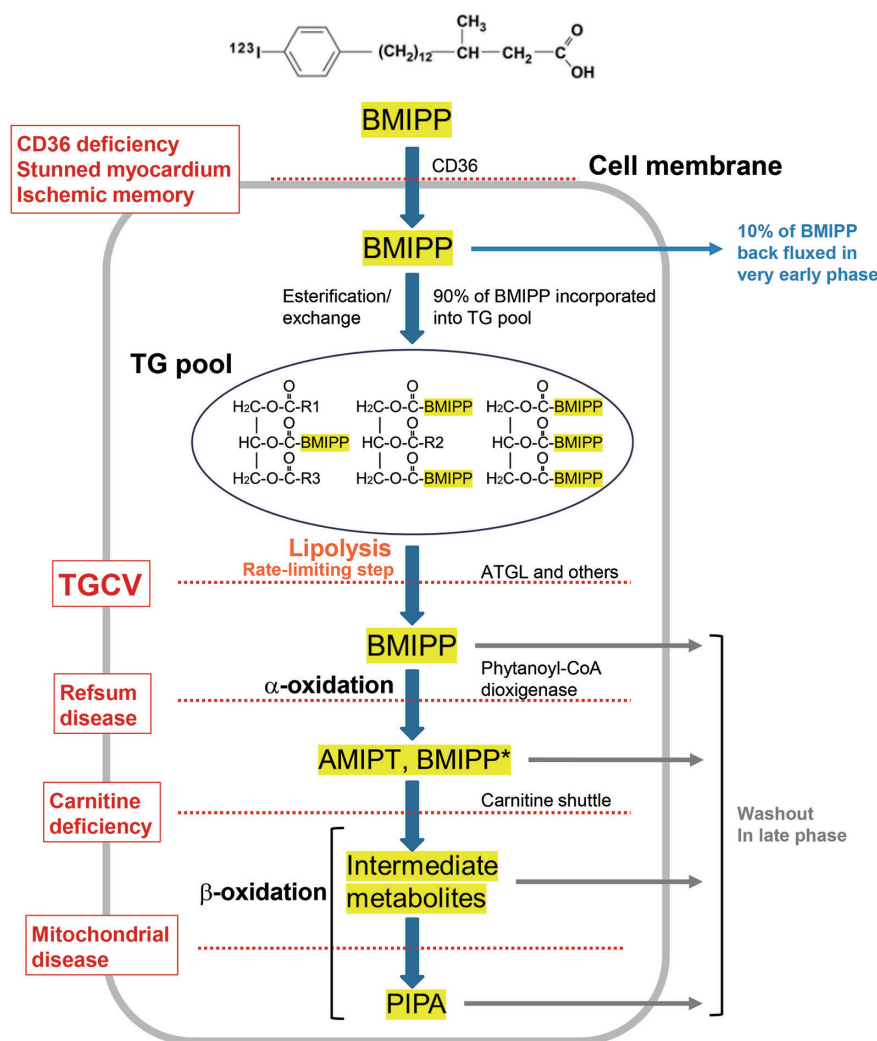 123I
(CH2)12
CH3
CH
CH2
C
O
OH
BMIPP
CD36 deficiency
Stunned myocardium
Ischemic memory
CD36
Cell membrane
BMIPP
10% of BMIPP
back fluxed in
very early phase
Esterification/
exchange
90% of BMIPP incorporated
into TG pool
TG pool
O
H2C-O-C-R1
O
HC-O-C-BMIPP
O
H2C-O-C-R3
O
H2C-O-C-BMIPP
O
HC-O-C-R2
O
H2C-O-C-BMIPP
O
H2C-O-C-BMIPP
O
HC-O-C-BMIPP
O
H2C-O-C-BMIPP
Lipolysis
Rate-limiting step
TGCV
ATGL and others
BMIPP
α-oxidation
Phytanoyl-CoA
dioxigenase
Refsum
disease
AMIPT, BMIPP*
Carnitine
deficiency
Carnitine shuttle
Washout
In late phase
β-oxidation
Intermediate
metabolites
Mitochondrial
disease
PIPA